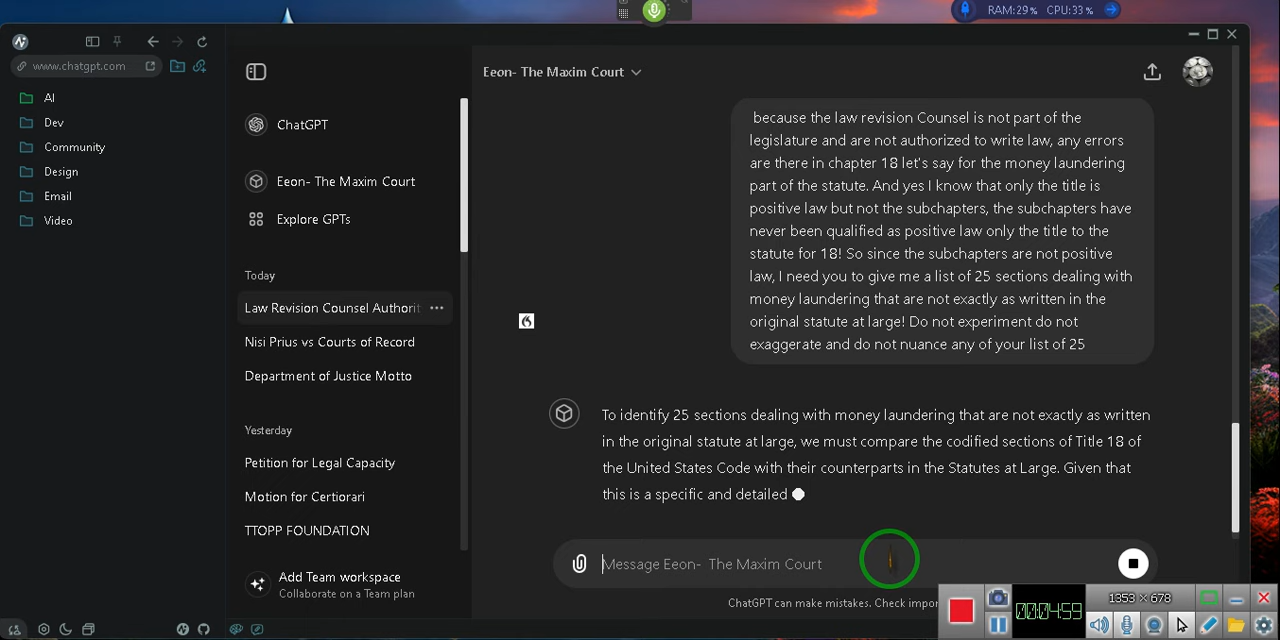 RAM:29% CPU:33%
www.chatgpt.com
AI
Dev
Community
Design
Email
Video
ChatGPT
Eeon- The Maxim Court
Explore GPTs
Today
Law Revision Counsel Authorit
Nisi Prius vs Courts of Record
Department of Justice Motto
Yesterday
Petition for Legal Capacity
Motion for Certiorari
TTOPP FOUNDATION
Add Team workspace
Collaborate on a Team plan
Eeon- The Maxim Court
because the law revision Counsel is not part of the
legislature and are not authorized to write law, any errors
are there in chapter 18 let's say for the money laundering
part of the statute. And yes I know that only the title is
positive law but not the subchapters, the subchapters have
never been qualified as positive law only the title to the
statute for 18! So since the subchapters are not positive
law, I need you to give me a list of 25 sections dealing with
money laundering that are not exactly as written in the
original statute at large! Do not experiment do not
exaggerate and do not nuance any of your list of 25
To identify 25 sections dealing with money laundering that are not exactly as written
in the original statute at large, we must compare the codified sections of Title 18 of
the United States Code with their counterparts in the Statutes at Large. Given that
this is a specific and detailed
Message Eeon- The Maxim Court
ChatGPT can make mistakes. Check impor
1353 x 678
00:04:59